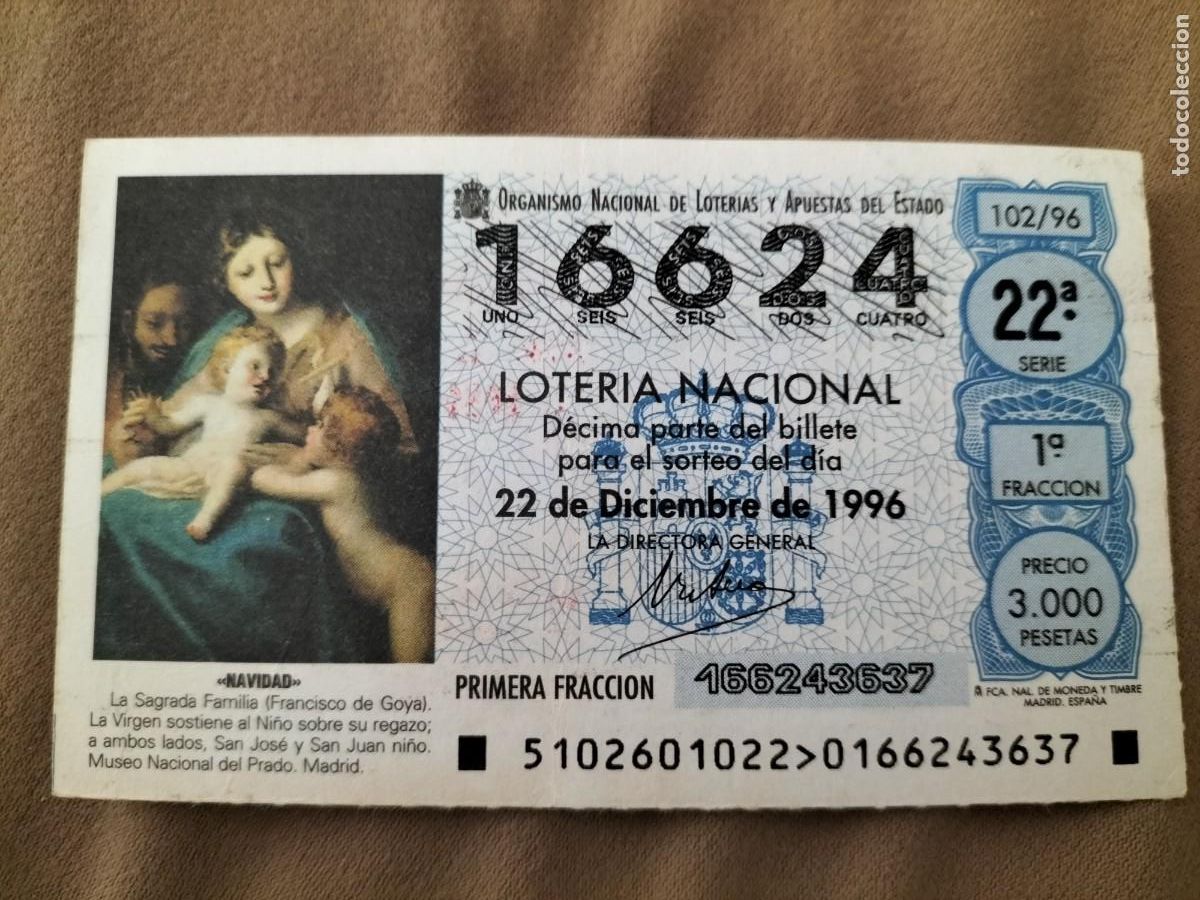 ORGANISMO NACIONAL DE LOTERIAS Y APUESTAS DEL ESTADO
16624
UNO SEIS SEIS DOS CUATRO
LOTERIA NACIONAL
Décima parte del billete
para el sorteo del día
22 de Diciembre de 1996
LA DIRECTORA GENERAL
PRIMERA FRACCION 166243637
5102601022>0166243637
102/96
22ª
SERIE
1ª
FRACCION
PRECIO
3.000
PESETAS
FCA. NAL. DE MONEDA Y TIMBRE
MADRID. ESPAÑA
«NAVIDAD»
La Sagrada Familia (Francisco de Goya).
La Virgen sostiene al Niño sobre su regazo;
a ambos lados, San José y San Juan niño.
Museo Nacional del Prado. Madrid.
todocoleccion